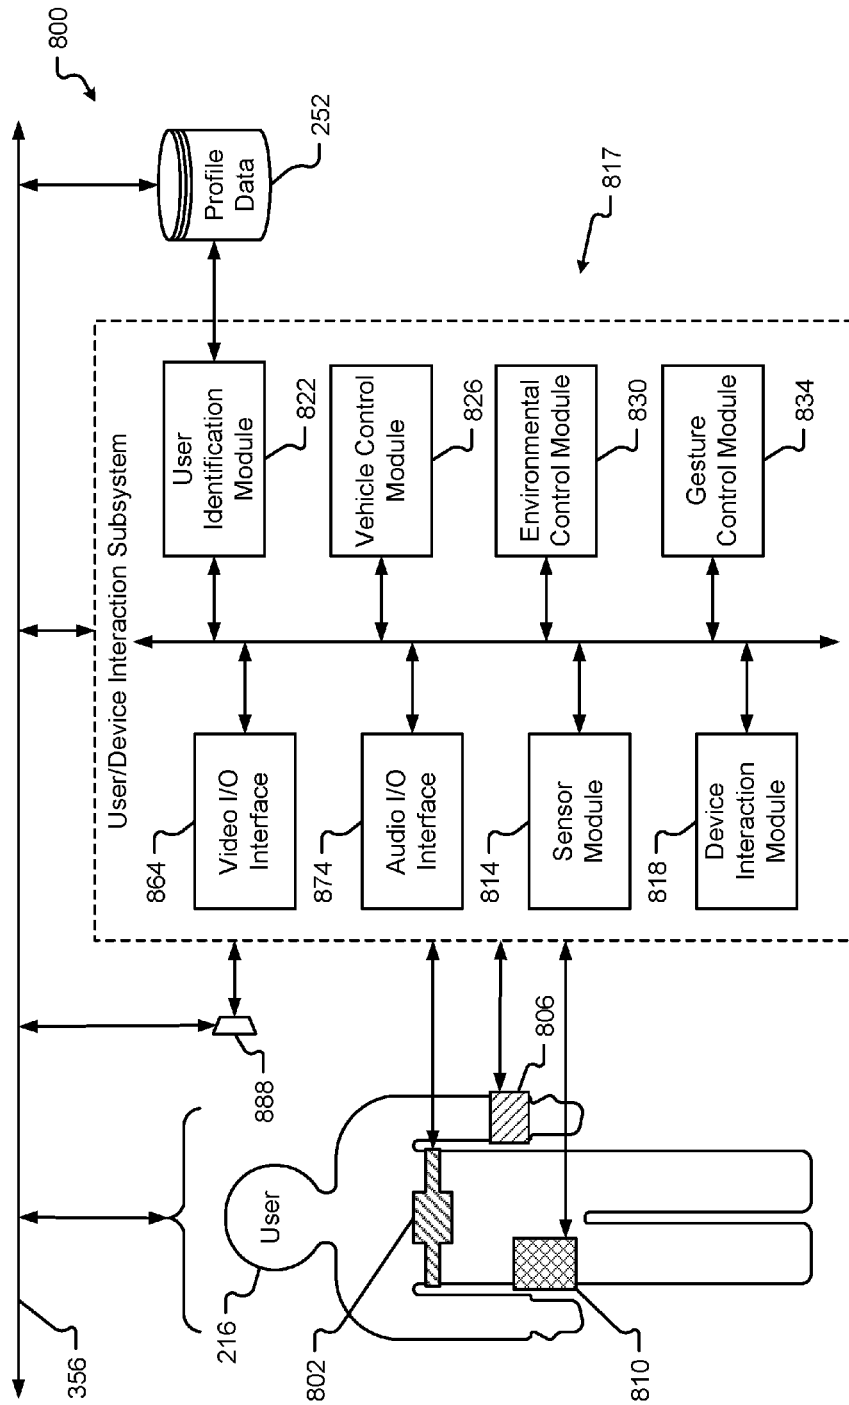 800
356
Profile
Data
252
817
User/Device Interaction Subsystem
User
Identification
Module
822
Vehicle Control
Module
826
Environmental
Control Module
830
Gesture
Control Module
834
864
Video I/O
Interface
874
Audio I/O
Interface
814
Sensor
Module
818
Device
Interaction
Module
888
216
User
802
806
810